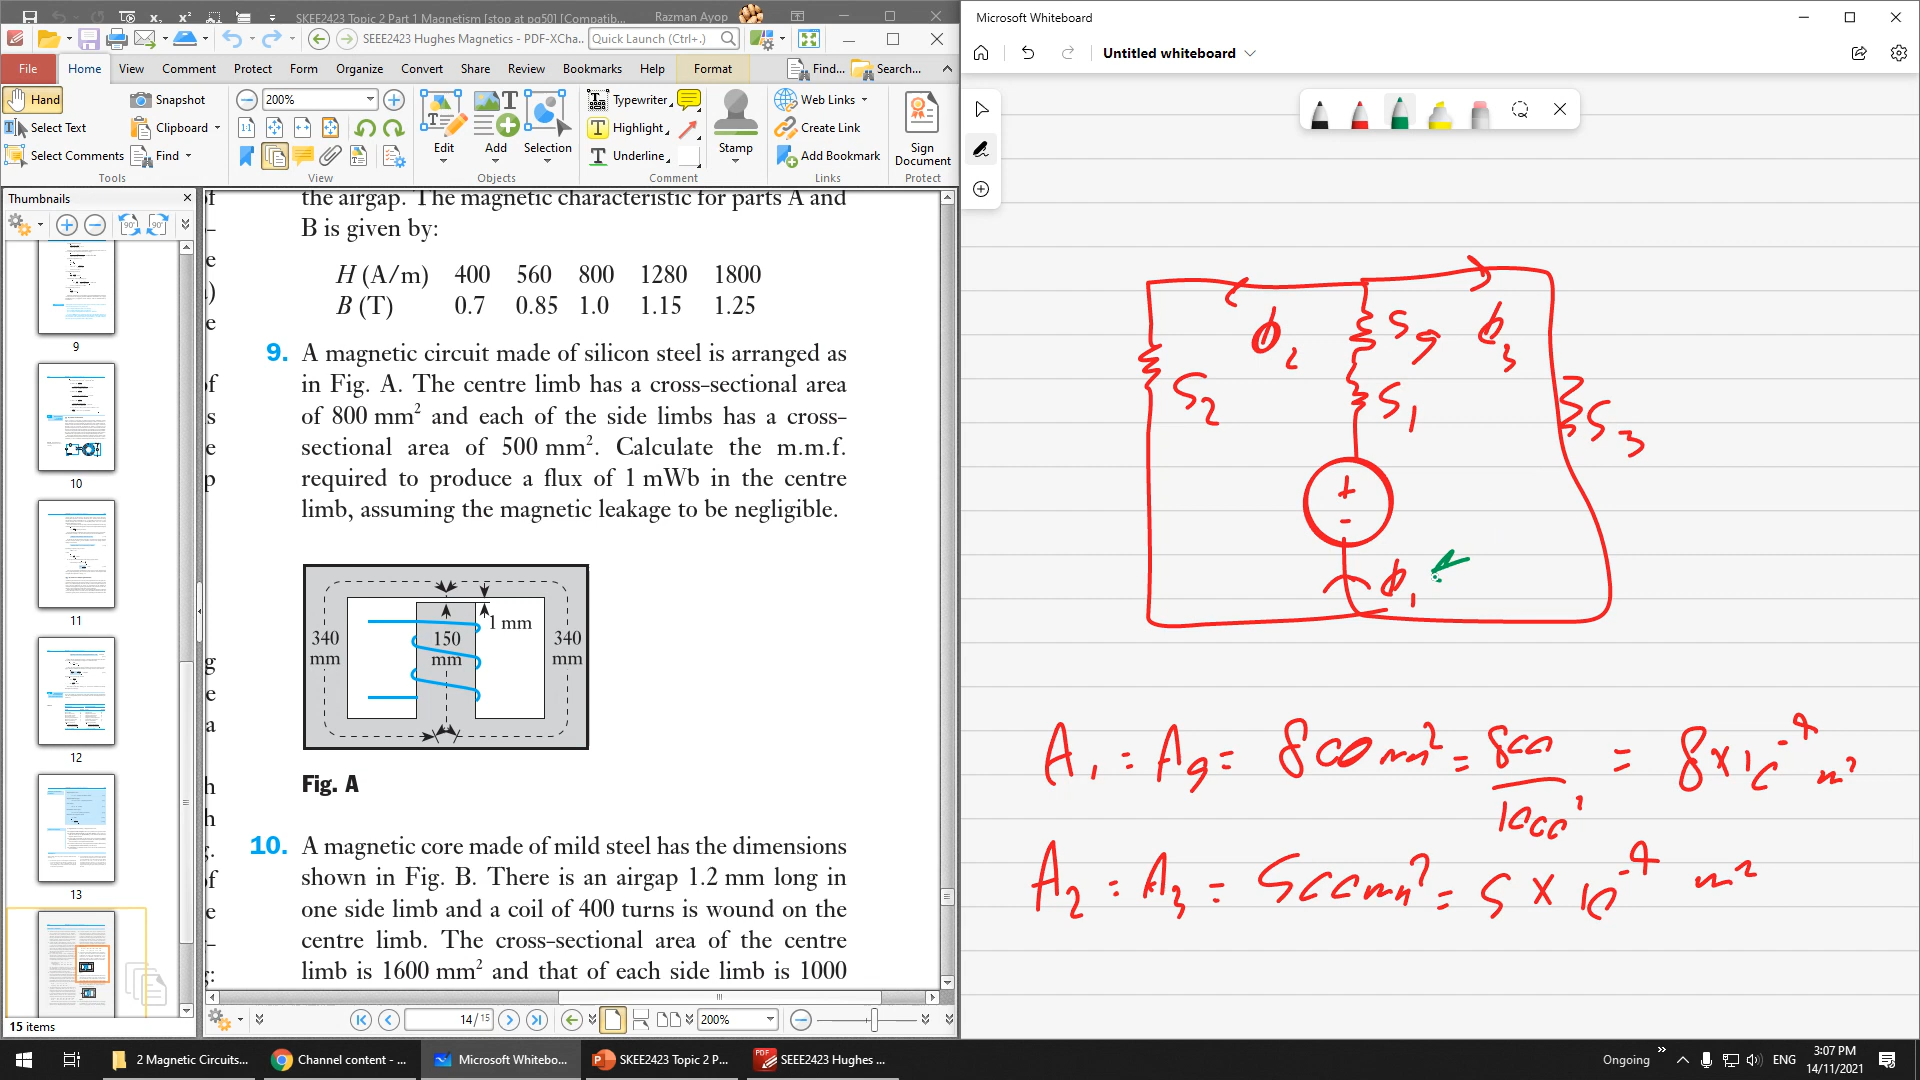 SKEE2423 Topic 2 Part 1 Magnetism [stop at pg50] [Compatib...
Razman Ayop
SEEE2423 Hughes Magnetics - PDF-XCha...
Quick Launch (Ctrl+.)
File Home View Comment Protect Form Organize Convert Share Review Bookmarks Help Format Find... Search...
Hand
Select Text
Select Comments
Snapshot
Clipboard
Find
Tools
200%
View
Edit
Add
Selection
Objects
Typewriter
Highlight
Underline
Stamp
Comment
Web Links
Create Link
Add Bookmark
Links
Sign Document
Protect
Thumbnails
9
10
11
12
13
15 items
the airgap. The magnetic characteristic for parts A and
B is given by:
H (A/m) 400 560 800 1280 1800
B (T) 0.7 0.85 1.0 1.15 1.25
9. A magnetic circuit made of silicon steel is arranged as
in Fig. A. The centre limb has a cross-sectional area
of 800 mm² and each of the side limbs has a cross-
sectional area of 500 mm². Calculate the m.m.f.
required to produce a flux of 1 mWb in the centre
limb, assuming the magnetic leakage to be negligible.
340 mm
150 mm
1 mm
340 mm
Fig. A
10. A magnetic core made of mild steel has the dimensions
shown in Fig. B. There is an airgap 1.2 mm long in
one side limb and a coil of 400 turns is wound on the
centre limb. The cross-sectional area of the centre
limb is 1600 mm² and that of each side limb is 1000
14 / 15
200%
Microsoft Whiteboard
Untitled whiteboard
ϕ2
Sg
ϕ3
S2
S1
S3
+
-
ϕ1
A1 = Ag = 800mm² = 800/1000² = 8 × 10⁻⁴ m²
A2 = A3 = 500mm² = 5 × 10⁻⁴ m²
2 Magnetic Circuits...
Channel content - ...
Microsoft Whitebo...
SKEE2423 Topic 2 P...
SEEE2423 Hughes ...
Ongoing
ENG
3:07 PM
14/11/2021